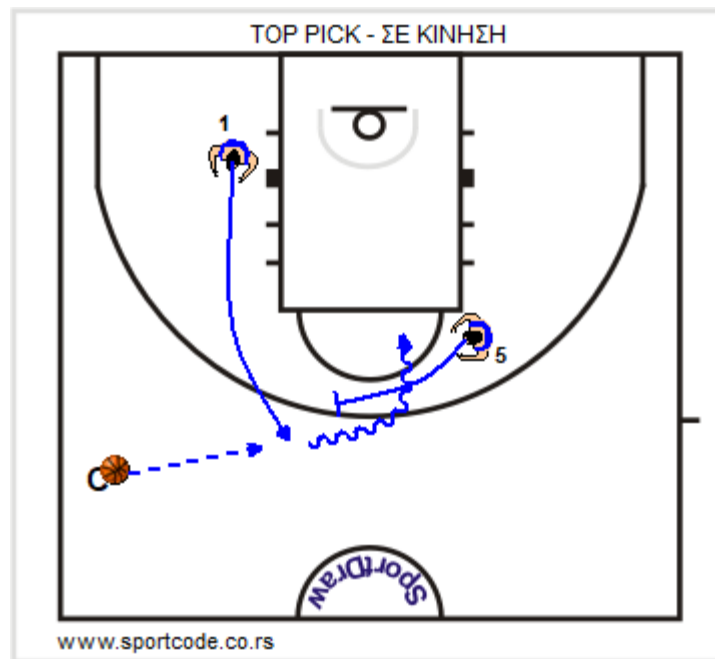 TOP PICK - ΣΕ ΚΙΝΗΣΗ
1
5
C
SportDraw
www.sportcode.co.rs